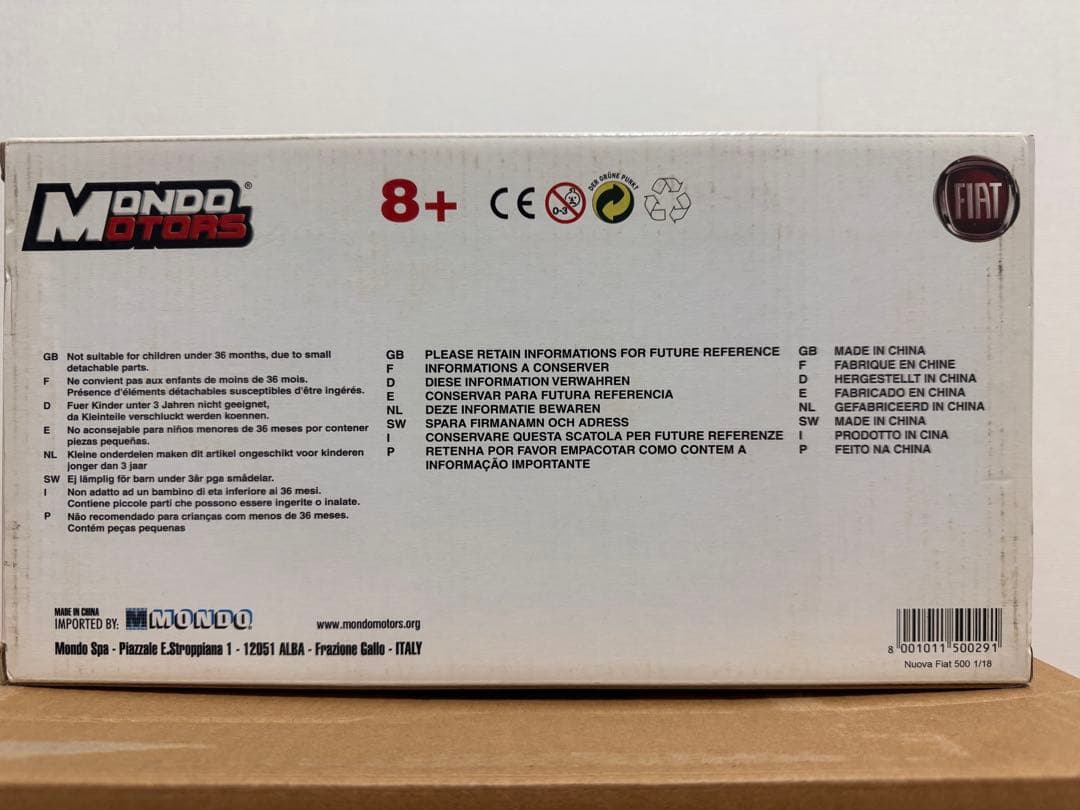 MONDO MOTORS®
8+
CE
0-3
DER GRÜNE PUNKT
FIAT
GB Not suitable for children under 36 months, due to small
detachable parts.
F Ne convient pas aux enfants de moins de 36 mois.
Présence d'éléments détachables susceptibles d'être ingérés.
D Fuer Kinder unter 3 Jahren nicht geeignet,
da Kleinteile verschluckt werden koennen.
E No aconsejable para niños menores de 36 meses por contener
piezas pequeñas.
NL Kleine onderdelen maken dit artikel ongeschikt voor kinderen
jonger dan 3 jaar
SW Ej lämplig för barn under 3år pga smådelar.
I Non adatto ad un bambino di eta inferiore ai 36 mesi.
Contiene piccole parti che possono essere ingerite o inalate.
P Não recomendado para crianças com menos de 36 meses.
Contém peças pequenas
GB PLEASE RETAIN INFORMATIONS FOR FUTURE REFERENCE
F INFORMATIONS A CONSERVER
D DIESE INFORMATION VERWAHREN
E CONSERVAR PARA FUTURA REFERENCIA
NL DEZE INFORMATIE BEWAREN
SW SPARA FIRMANAMN OCH ADRESS
I CONSERVARE QUESTA SCATOLA PER FUTURE REFERENZE
P RETENHA POR FAVOR EMPACOTAR COMO CONTEM A
INFORMAÇÃO IMPORTANTE
GB MADE IN CHINA
F FABRIQUE EN CHINE
D HERGESTELLT IN CHINA
E FABRICADO EN CHINA
NL GEFABRICEERD IN CHINA
SW MADE IN CHINA
I PRODOTTO IN CINA
P FEITO NA CHINA
MADE IN CHINA
IMPORTED BY: MONDO
www.mondomotors.org
Mondo Spa - Piazzale E.Stroppiana 1 - 12051 ALBA - Frazione Gallo - ITALY
8 001011 500291
Nuova Fiat 500 1/18